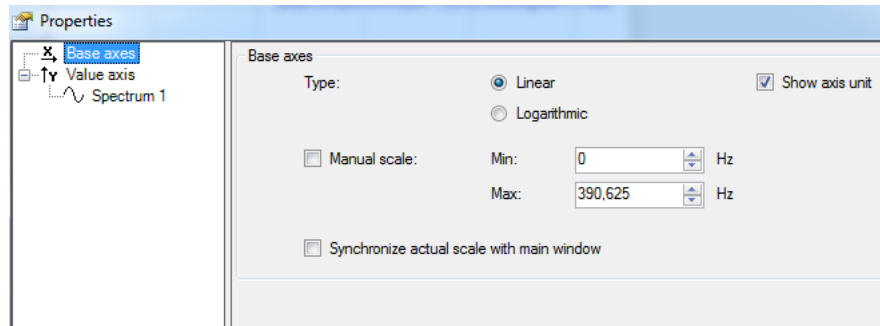 Properties
X Base axes
Y Value axis
Spectrum 1
Base axes
Type:
Linear
Show axis unit
Logarithmic
Manual scale:
Min:
0
Hz
Max:
390,625
Hz
Synchronize actual scale with main window